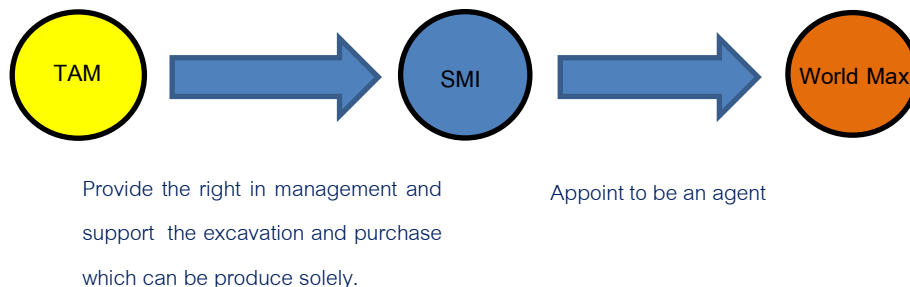 TAM
SMI
World Max
Provide the right in management and
support the excavation and purchase
which can be produce solely.
Appoint to be an agent